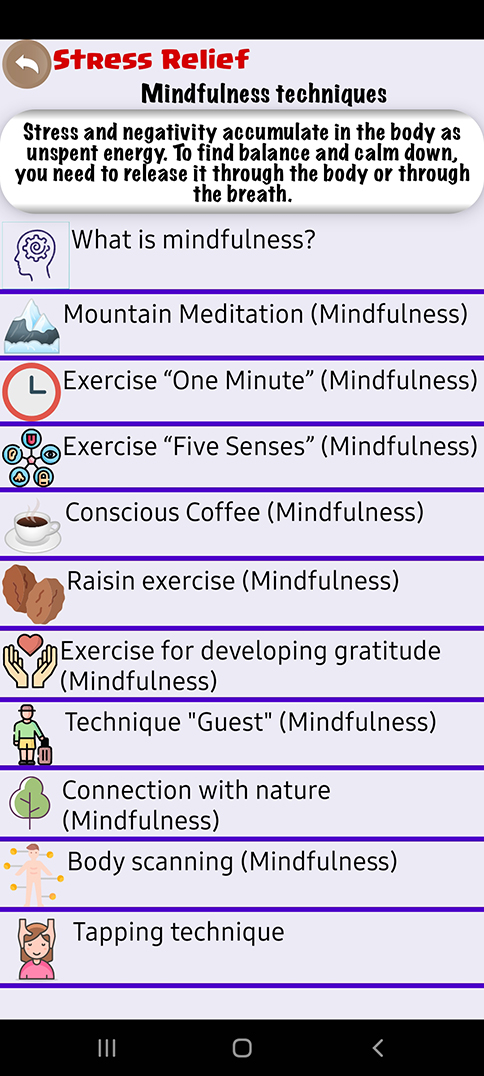 Stress Relief
Mindfulness techniques
Stress and negativity accumulate in the body as
unspent energy. To find balance and calm down,
you need to release it through the body or through
the breath.
What is mindfulness?
Mountain Meditation (Mindfulness)
Exercise “One Minute” (Mindfulness)
Exercise “Five Senses” (Mindfulness)
Conscious Coffee (Mindfulness)
Raisin exercise (Mindfulness)
Exercise for developing gratitude
(Mindfulness)
Technique "Guest" (Mindfulness)
Connection with nature
(Mindfulness)
Body scanning (Mindfulness)
Tapping technique